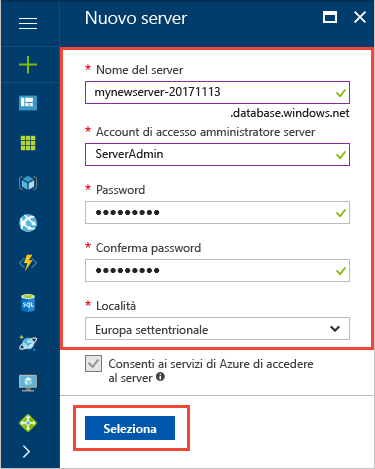 Nuovo server
* Nome del server
mynewserver-20171113
.database.windows.net
* Account di accesso amministratore server
ServerAdmin
* Password
•••••••••
* Conferma password
•••••••••
* Località
Europa settentrionale
Consenti ai servizi di Azure di accedere
al server
Seleziona
SQL